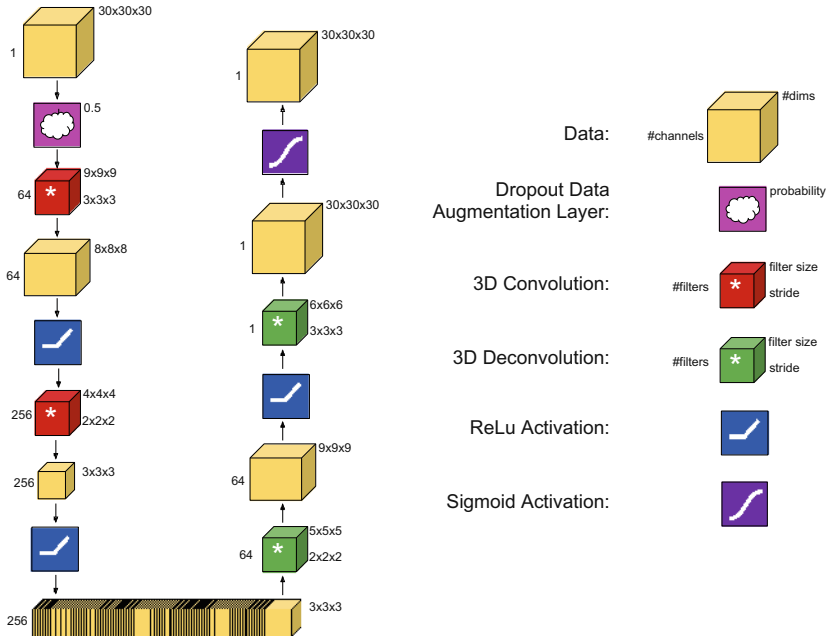 30x30x30
1
0.5
9x9x9
64
3x3x3
8x8x8
64
4x4x4
256
2x2x2
3x3x3
256
256
3x3x3
5x5x5
64
2x2x2
9x9x9
64
6x6x6
1
3x3x3
30x30x30
1
30x30x30
1
Data:
#channels
#dims
Dropout Data
Augmentation Layer:
probability
3D Convolution:
#filters
filter size
stride
3D Deconvolution:
#filters
filter size
stride
ReLu Activation:
Sigmoid Activation: